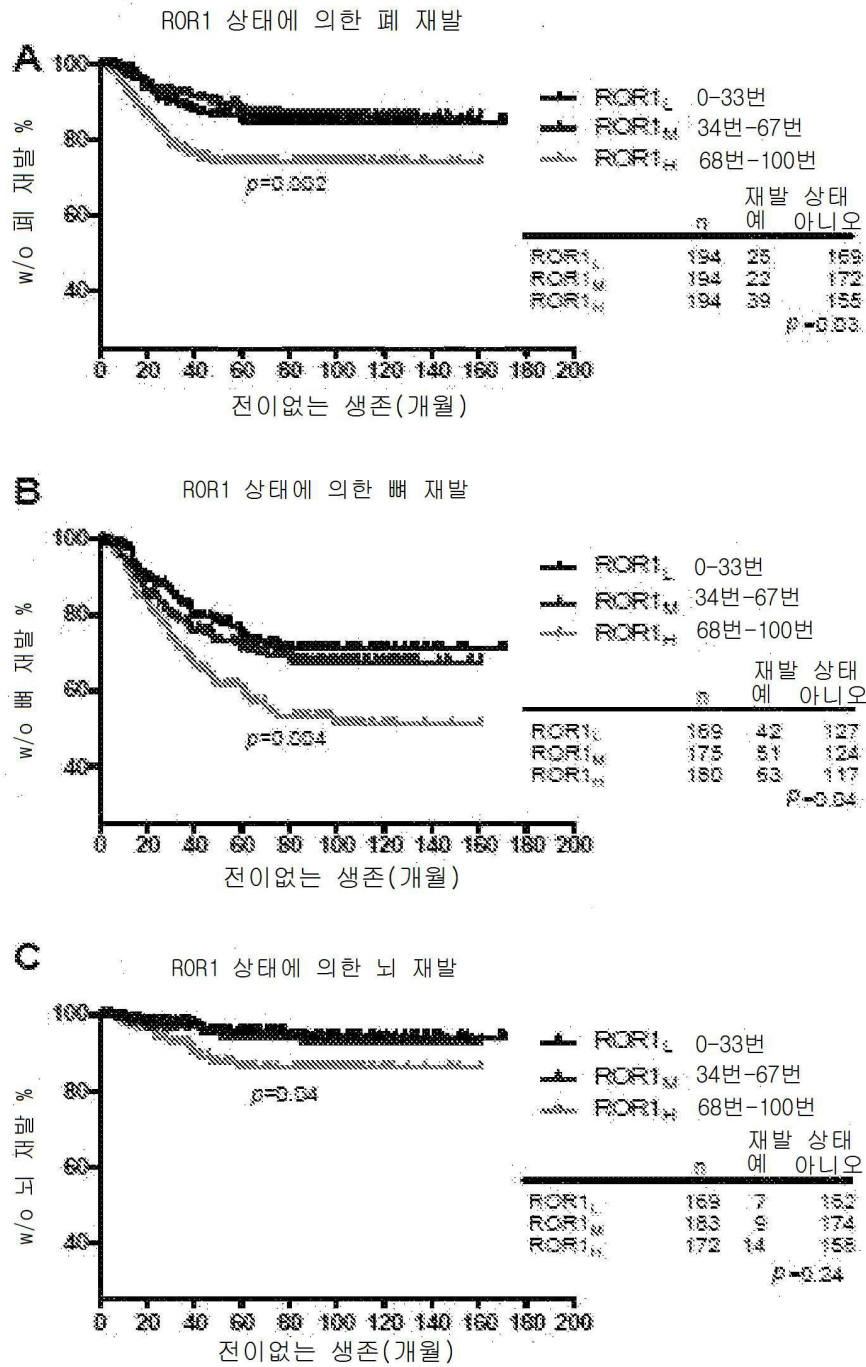 ROR1 상태에 의한 폐 재발
A
w/o 폐 재발 %
100
80
60
40
0 20 40 60 80 100 120 140 160 180 200
전이없는 생존(개월)
p=0.002
ROR1L 0-33번
ROR1M 34번-67번
ROR1H 68번-100번
재발 상태
n 예 아니오
ROR1L 194 25 169
ROR1M 194 22 172
ROR1H 194 39 155
p=0.03
B
ROR1 상태에 의한 뼈 재발
w/o 뼈 재발 %
100
80
60
40
0 20 40 60 80 100 120 140 160 180 200
전이없는 생존(개월)
p=0.004
ROR1L 0-33번
ROR1M 34번-67번
ROR1H 68번-100번
재발 상태
n 예 아니오
ROR1L 169 42 127
ROR1M 175 51 124
ROR1H 180 63 117
P=0.04
C
ROR1 상태에 의한 뇌 재발
w/o 뇌 재발 %
100
80
60
40
0 20 40 60 80 100 120 140 160 180 200
전이없는 생존(개월)
p=0.04
ROR1L 0-33번
ROR1M 34번-67번
ROR1H 68번-100번
재발 상태
n 예 아니오
ROR1L 169 7 162
ROR1M 183 9 174
ROR1H 172 14 158
p=0.24